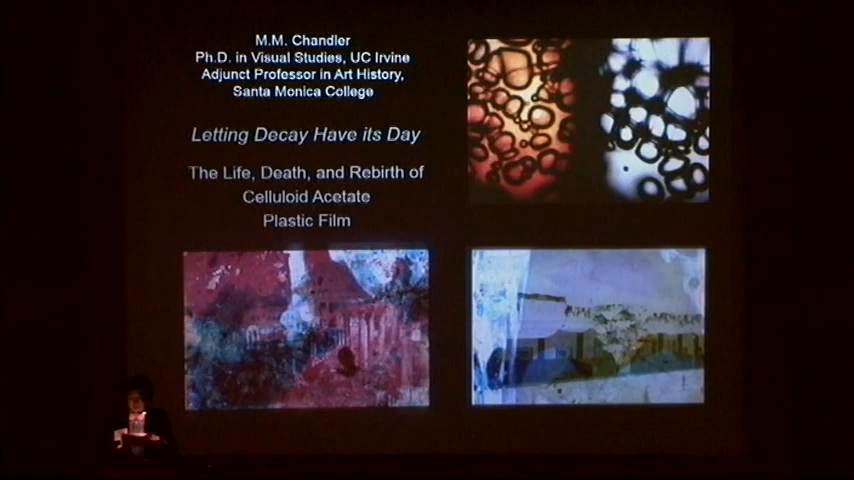 M.M. Chandler
Ph.D. in Visual Studies, UC Irvine
Adjunct Professor in Art History,
Santa Monica College
Letting Decay Have its Day
The Life, Death, and Rebirth of
Celluloid Acetate
Plastic Film